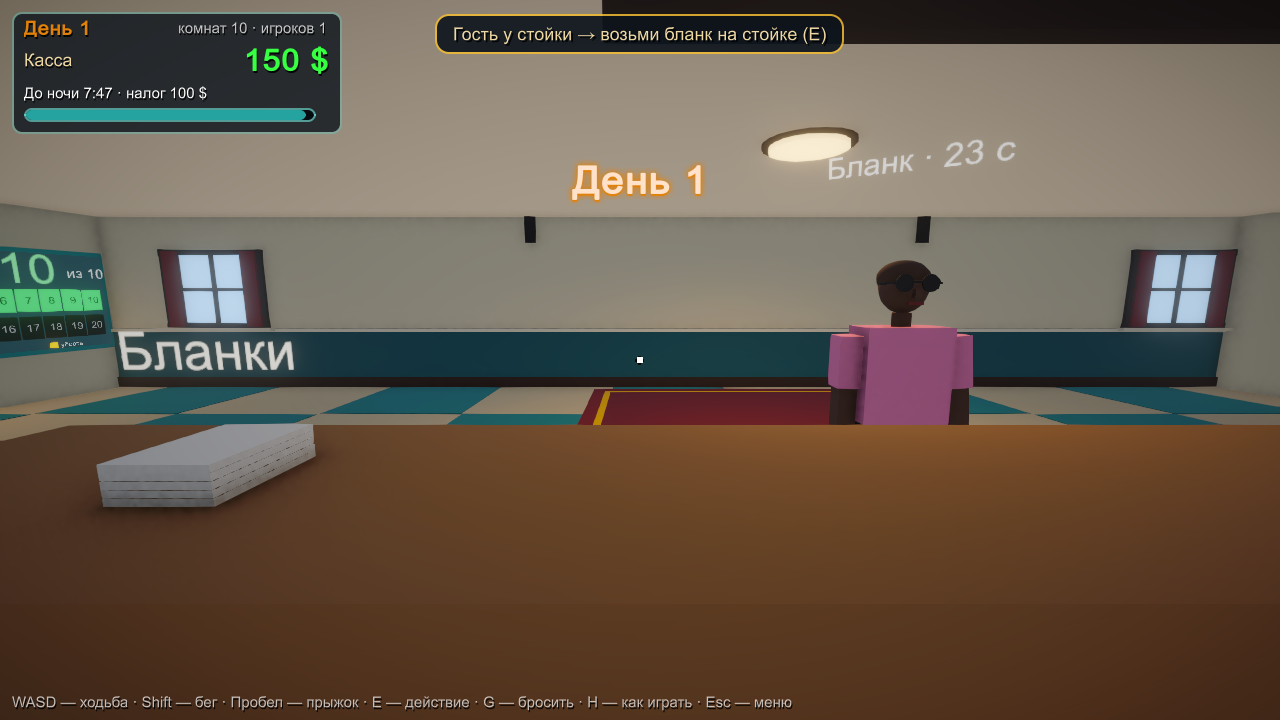 День 1
комнат 10 · игроков 1
Касса
150 $
До ночи 7:47 · налог 100 $
Гость у стойки → возьми бланк на стойке (E)
Бланк · 23 с
День 1
10 из 10
6 7 8 9 10
16 17 18 19 20
Бланки
WASD — ходьба · Shift — бег · Пробел — прыжок · E — действие · G — бросить · H — как играть · Esc — меню